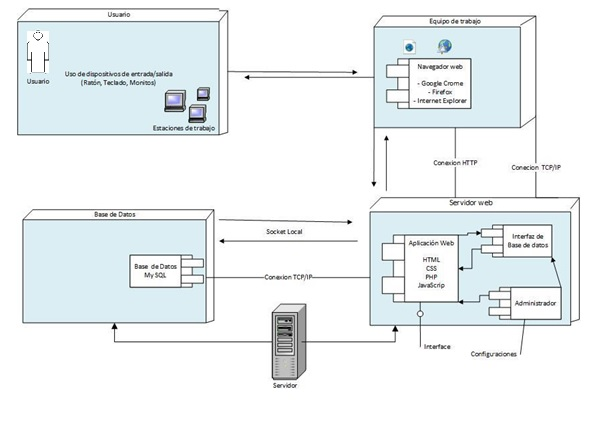 Usuario
Usuario
Uso de dispositivos de entrada/salida
(Ratón, Teclado, Monitos)
Estaciones de trabajo
Equipo de trabajo
Navegador web
- Google Crome
- Firefox
- Internet Explorer
Conexion HTTP
Conecion TCP/IP
Base de Datos
Base de Datos
My SQL
Socket Local
Conexion TCP/IP
Servidor web
Aplicación Web
HTML
CSS
PHP
JavaScrip
Interfaz de
Base de datos
Administrador
Interface
Configuraciones
Servidor